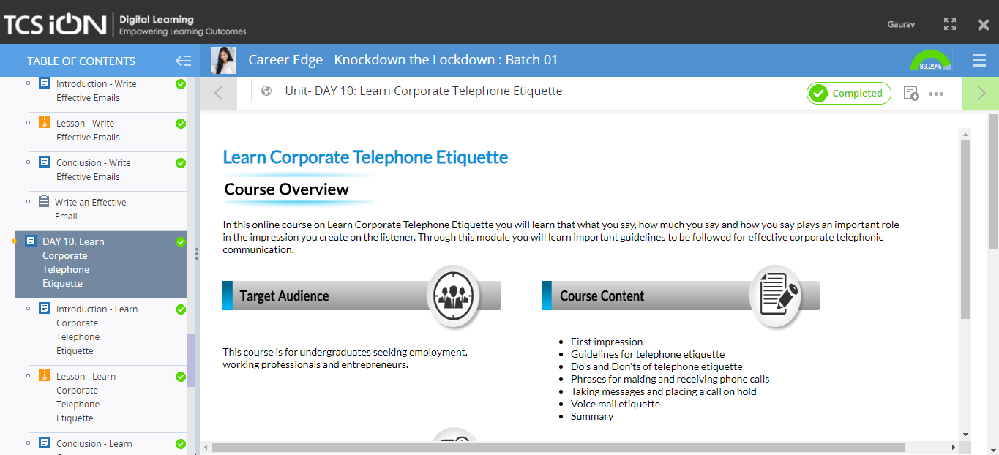 TCS iON
Digital Learning
Empowering Learning Outcomes
Gaurav
TABLE OF CONTENTS
Career Edge - Knockdown the Lockdown : Batch 01
89.29%
Introduction - Write
Effective Emails
Lesson - Write
Effective Emails
Conclusion - Write
Effective Emails
Write an Effective
Email
DAY 10: Learn
Corporate
Telephone
Etiquette
Introduction - Learn
Corporate
Telephone
Etiquette
Lesson - Learn
Corporate
Telephone
Etiquette
Conclusion - Learn
Unit- DAY 10: Learn Corporate Telephone Etiquette
Completed
Learn Corporate Telephone Etiquette
Course Overview
In this online course on Learn Corporate Telephone Etiquette you will learn that what you say, how much you say and how you say plays an important role
in the impression you create on the listener. Through this module you will learn important guidelines to be followed for effective corporate telephonic
communication.
Target Audience
This course is for undergraduates seeking employment,
working professionals and entrepreneurs.
Course Content
• First impression
• Guidelines for telephone etiquette
• Do's and Don'ts of telephone etiquette
• Phrases for making and receiving phone calls
• Taking messages and placing a call on hold
• Voice mail etiquette
• Summary